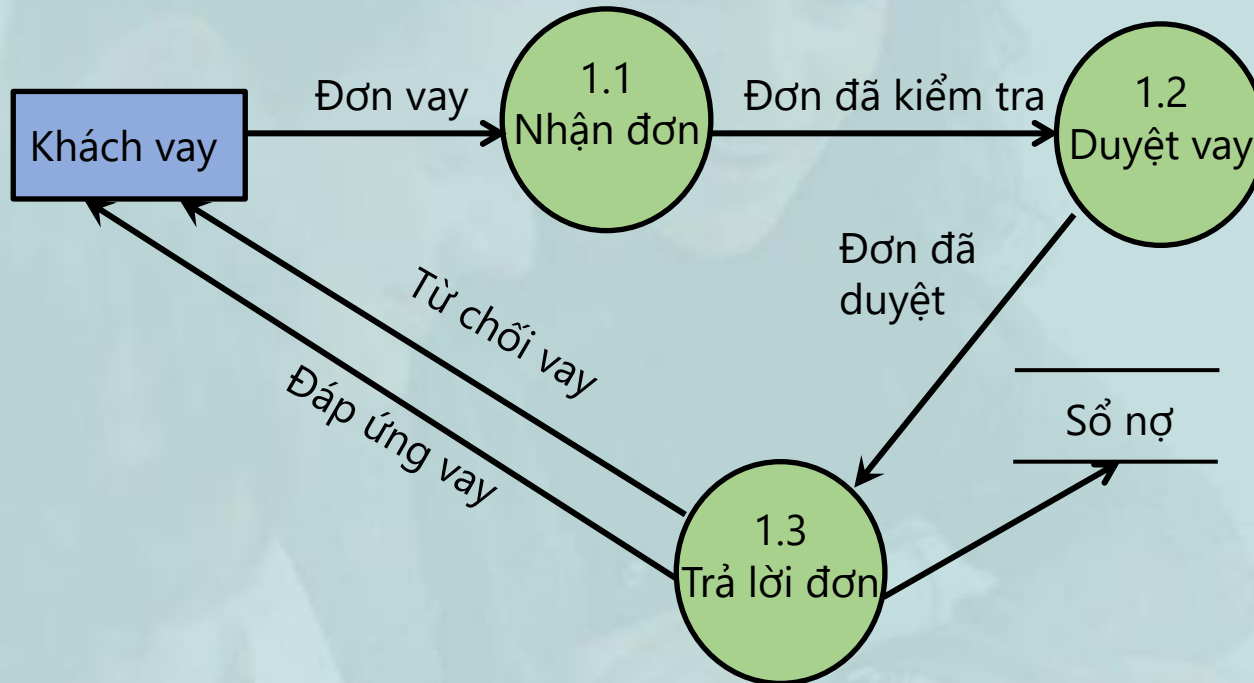 Khách vay
Đơn vay
1.1
Nhận đơn
Đơn đã kiểm tra
1.2
Duyệt vay
Đơn đã
duyệt
Từ chối vay
Đáp ứng vay
Sổ nợ
1.3
Trả lời đơn